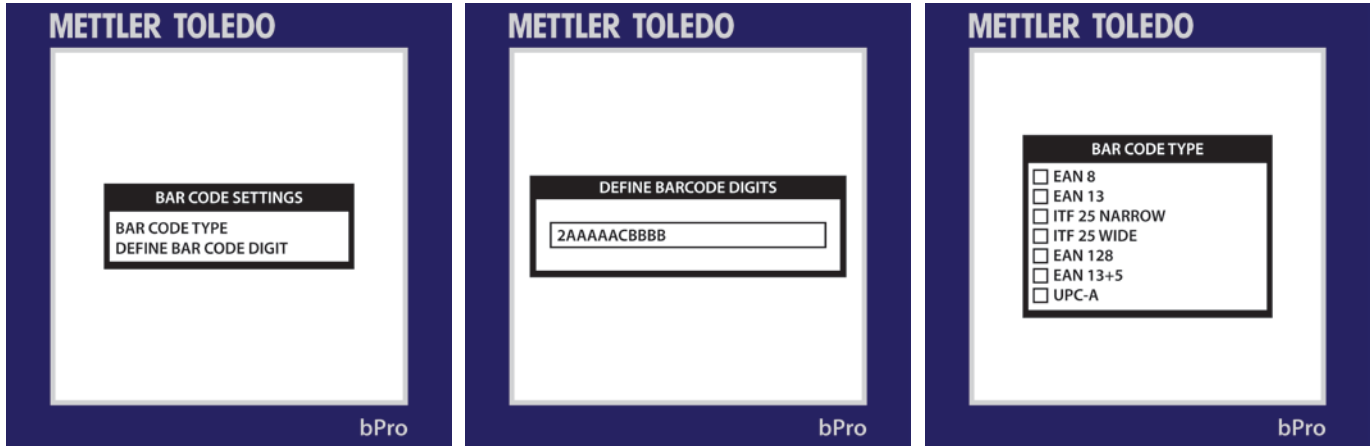 METTLER TOLEDO
BAR CODE SETTINGS
BAR CODE TYPE
DEFINE BAR CODE DIGIT
bPro
METTLER TOLEDO
DEFINE BARCODE DIGITS
2AAAAACBBBB
bPro
METTLER TOLEDO
BAR CODE TYPE
EAN 8
EAN 13
ITF 25 NARROW
ITF 25 WIDE
EAN 128
EAN 13+5
UPC-A
bPro